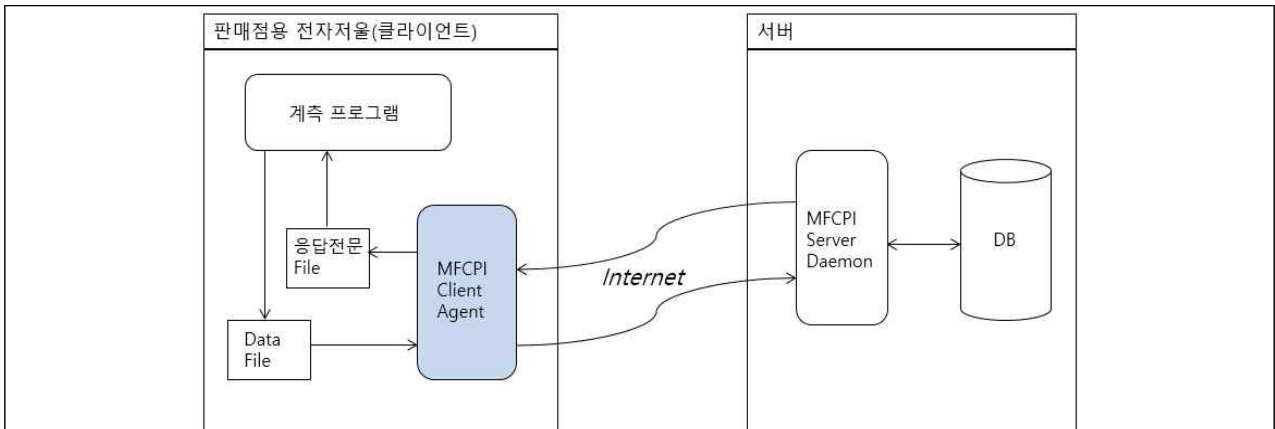 판매점용 전자저울(클라이언트)
서버
계측 프로그램
응답전문
File
MFCPI
Client
Agent
Data
File
Internet
MFCPI
Server
Daemon
DB